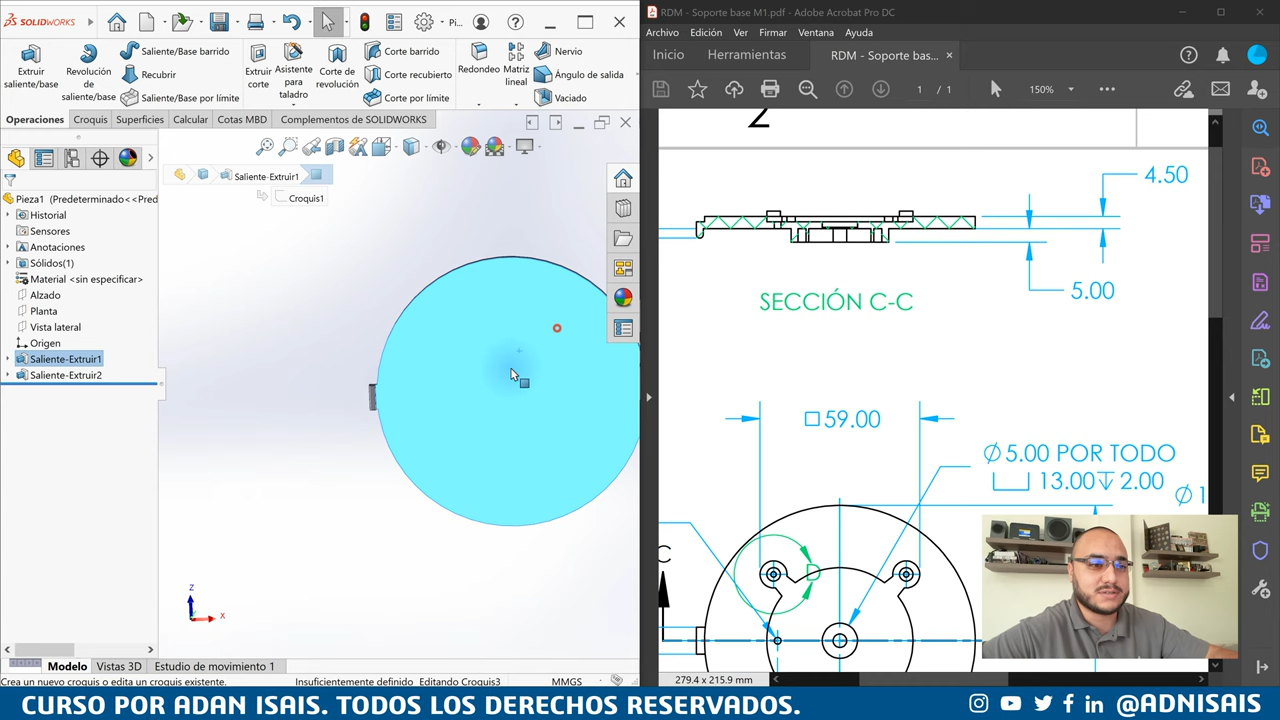 SOLIDWORKS
Pi...
RDM - Soporte base M1.pdf - Adobe Acrobat Pro DC
Archivo Edición Ver Firmar Ventana Ayuda
Inicio Herramientas RDM - Soporte bas... ×
1 / 1 150%
Extruir saliente/base
Revolución de saliente/base
Saliente/Base barrido
Recubrir
Saliente/Base por límite
Extruir corte
Asistente para taladro
Corte de revolución
Corte barrido
Corte recubierto
Corte por límite
Redondeo
Matriz lineal
Nervio
Ángulo de salida
Vaciado
Operaciones Croquis Superficies Calcular Cotas MBD Complementos de SOLIDWORKS
Saliente-Extruir1
Croquis1
Pieza1 (Predeterminado<<Pred
Historial
Sensores
Anotaciones
Sólidos(1)
Material <sin especificar>
Alzado
Planta
Vista lateral
Origen
Saliente-Extruir1
Saliente-Extruir2
Z
X
2
4.50
5.00
SECCIÓN C-C
□59.00
∅5.00 POR TODO
⌴ 13.00↧ 2.00
∅1
C
D
Modelo Vistas 3D Estudio de movimiento 1
279.4 x 215.9 mm
Crea un nuevo croquis o edita un croquis existente. Insuficientemente definido Editando Croquis3 MMGS
CURSO POR ADAN ISAIS. TODOS LOS DERECHOS RESERVADOS. @ADNISAIS